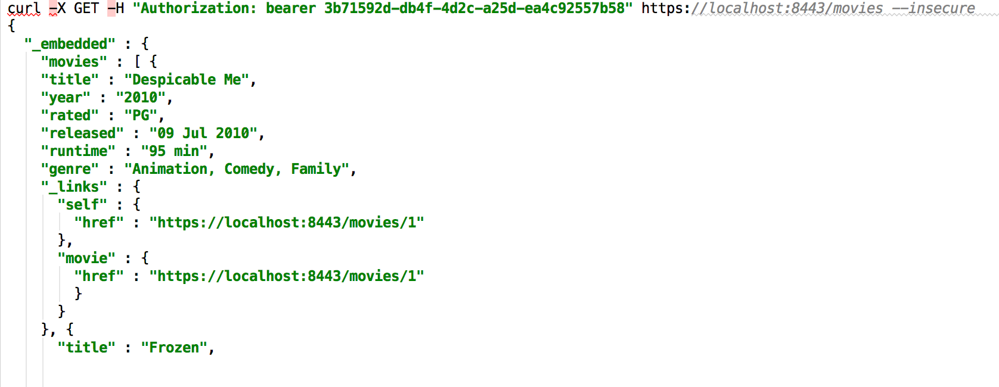 curl –X GET –H "Authorization: bearer 3b71592d-db4f-4d2c-a25d-ea4c92557b58" https://localhost:8443/movies --insecure
{
  "_embedded" : {
    "movies" : [ {
    "title" : "Despicable Me",
    "year" : "2010",
    "rated" : "PG",
    "released" : "09 Jul 2010",
    "runtime" : "95 min",
    "genre" : "Animation, Comedy, Family",
    "_links" : {
      "self" : {
        "href" : "https://localhost:8443/movies/1"
      },
      "movie" : {
        "href" : "https://localhost:8443/movies/1"
        }
      }
    }, {
      "title" : "Frozen",